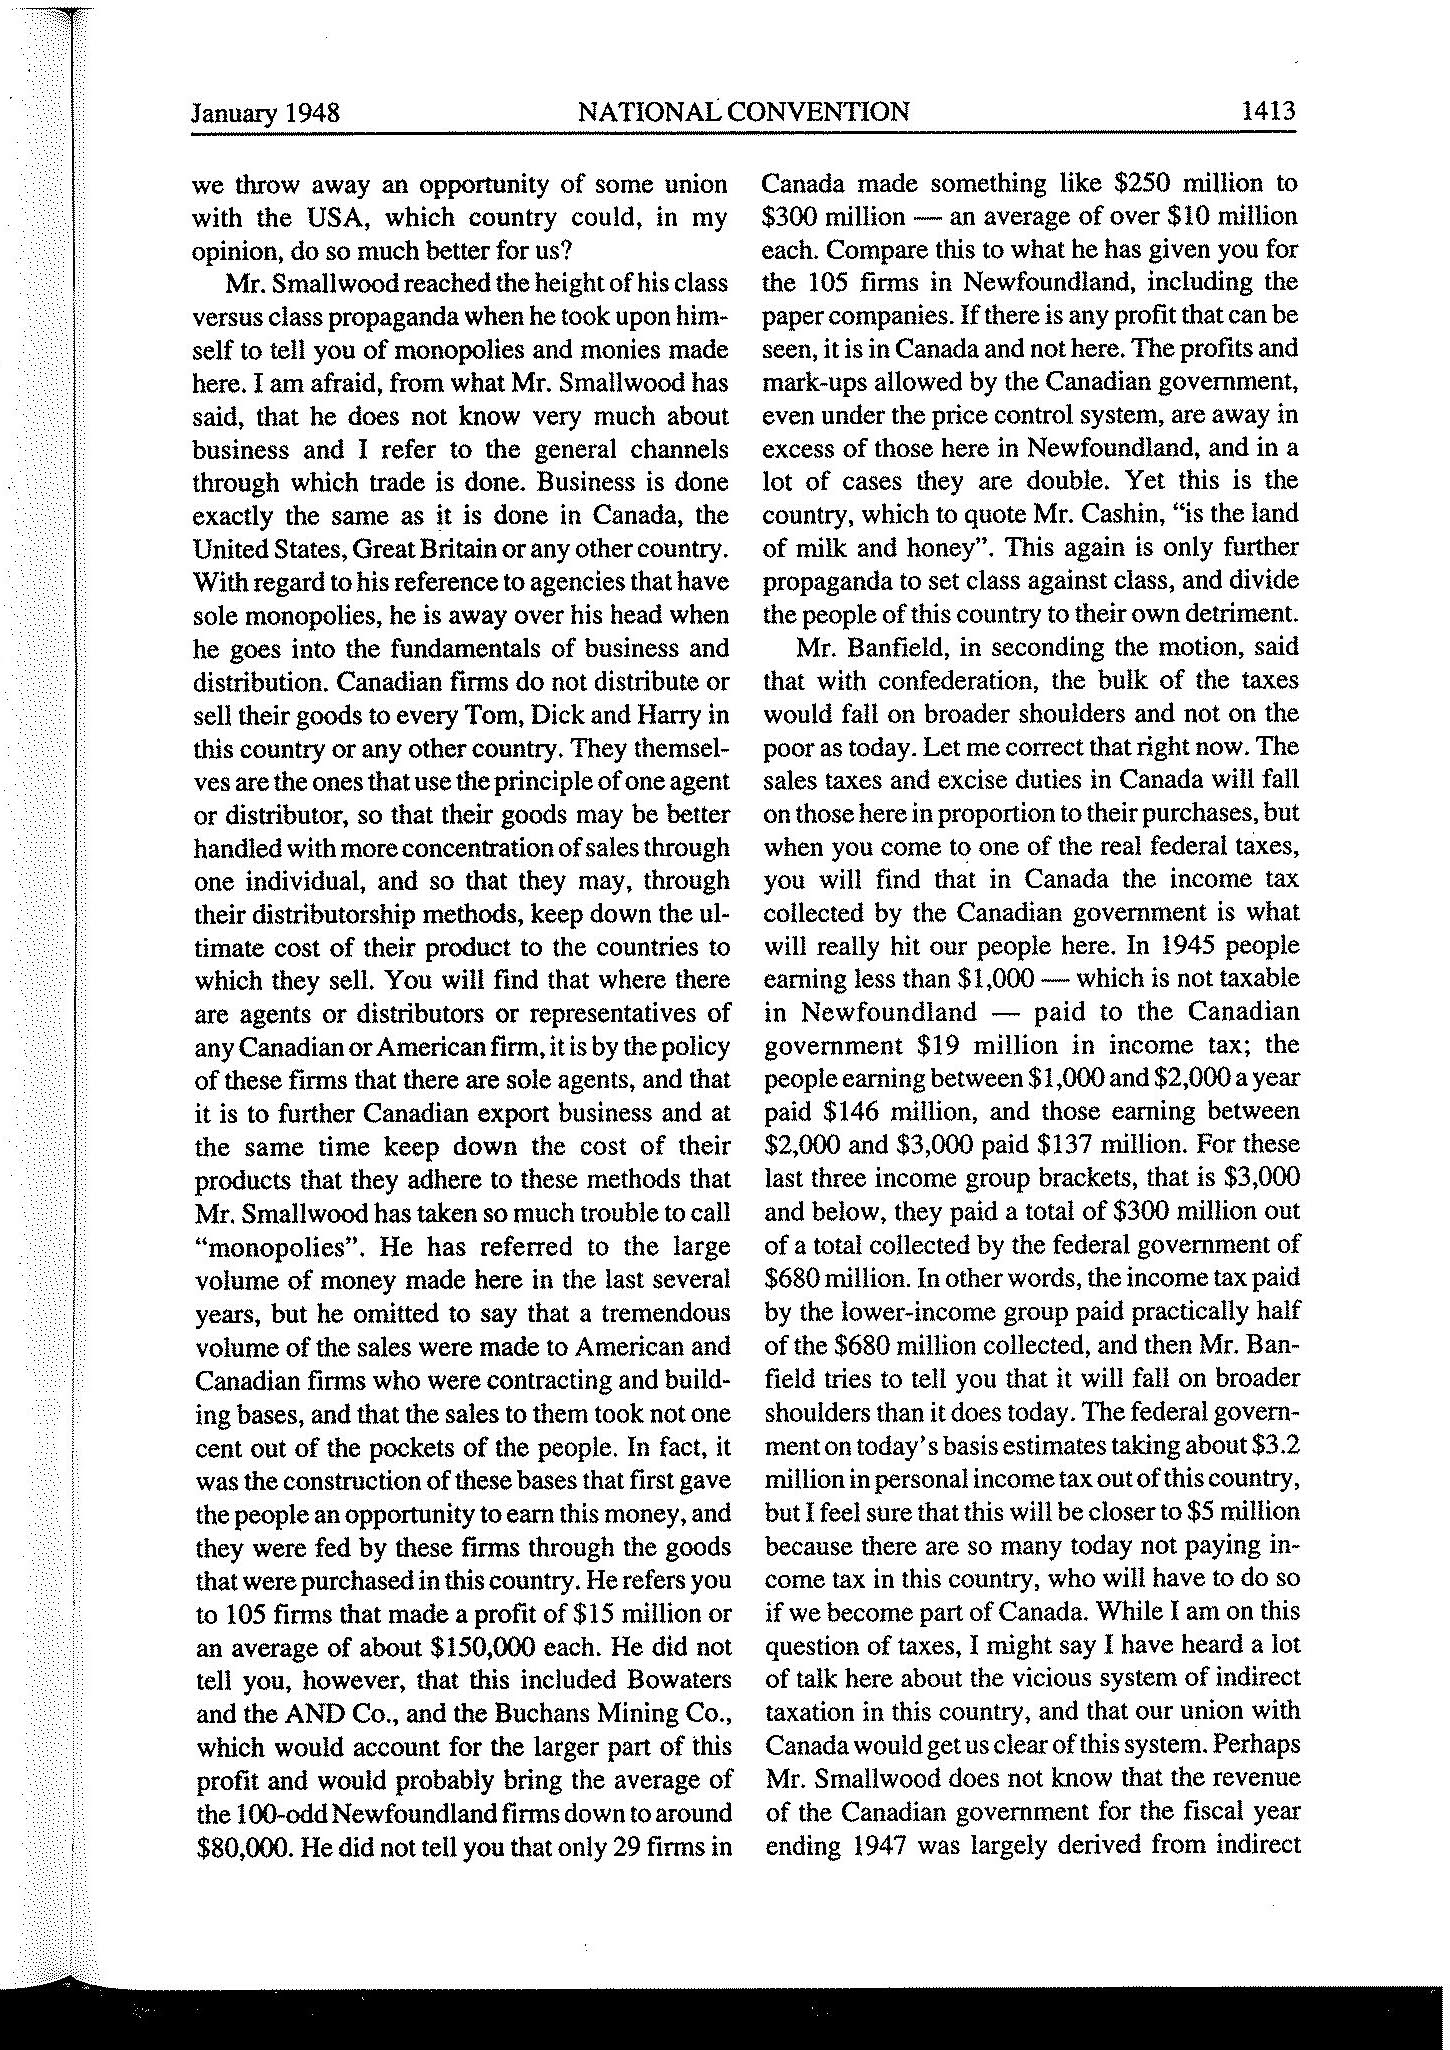 January 1948 NATIONAL CONVENTION 1413
we throw away an opportunity of some union
with the USA, which country could, in my
opinion, do so much better for us?
Mr. Smallwood reached the height of his class
versus class propaganda when he took upon him-
self to tell you of monopolies and monies made
here. I am afraid, from what Mr. Smallwood has
said, that he does not know very much about
business and I refer to the general channels
through which trade is done. Business is done
exactly the same as it is done in Canada, the
United States, Great Britain or any other country.
With regard to his reference to agencies that have
sole monopolies, he is away over his head when
he goes into the fundamentals of business and
distribution. Canadian firms do not distribute or
sell their goods to every Tom, Dick and Harry in
this country or any other country. They themsel-
ves are the ones that use the principle of one agent
or distributor, so that their goods may be better
handled with more concentration of sales through
one individual, and so that they may, through
their distributorship methods, keep down the ul-
timate cost of their product to the countries to
which they sell. You will find that where there
are agents or distributors or representatives of
any Canadian or American firm, it is by the policy
of these firms that there are sole agents, and that
it is to further Canadian export business and at
the same time keep down the cost of their
products that they adhere to these methods that
Mr. Smallwood has taken so much trouble to call
“monopolies”. He has referred to the large
volume of money made here in the last several
years, but he omitted to say that a tremendous
volume of the sales were made to American and
Canadian firms who were contracting and build-
ing bases, and that the sales to them took not one
cent out of the pockets of the people. In fact, it
was the construction of these bases that first gave
the people an opportunity to earn this money, and
they were fed by these firms through the goods
that were purchased in this country. He refers you
to 105 firms that made a profit of $15 million or
an average of about $150,000 each. He did not
tell you, however, that this included Bowaters
and the AND Co., and the Buchans Mining Co.,
which would account for the larger part of this
profit and would probably bring the average of
the 100-odd Newfoundland firms down to around
$80,000. He did not tell you that only 29 firms in
Canada made something like $250 million to
$300 million — an average of over $10 million
each. Compare this to what he has given you for
the 105 firms in Newfoundland, including the
paper companies. If there is any profit that can be
seen, it is in Canada and not here. The profits and
mark-ups allowed by the Canadian government,
even under the price control system, are away in
excess of those here in Newfoundland, and in a
lot of cases they are double. Yet this is the
country, which to quote Mr. Cashin, “is the land
of milk and honey”. This again is only further
propaganda to set class against class, and divide
the people of this country to their own detriment.
Mr. Banfield, in seconding the motion, said
that with confederation, the bulk of the taxes
would fall on broader shoulders and not on the
poor as today. Let me correct that right now. The
sales taxes and excise duties in Canada will fall
on those here in proportion to their purchases, but
when you come to one of the real federal taxes,
you will find that in Canada the income tax
collected by the Canadian government is what
will really hit our people here. In 1945 people
earning less than $1,000 — which is not taxable
in Newfoundland — paid to the Canadian
government $19 million in income tax; the
people earning between $1,000 and $2,000 a year
paid $146 million, and those earning between
$2,000 and $3,000 paid $137 million. For these
last three income group brackets, that is $3,000
and below, they paid a total of $300 million out
of a total collected by the federal government of
$680 million. In other words, the income tax paid
by the lower-income group paid practically half
of the $680 million collected, and then Mr. Ban-
field tries to tell you that it will fall on broader
shoulders than it does today. The federal govern-
ment on today's basis estimates taking about $3.2
million in personal income tax out of this country,
but I feel sure that this will be closer to $5 million
because there are so many today not paying in-
come tax in this country, who will have to do so
if we become part of Canada. While I am on this
question of taxes, I might say I have heard a lot
of talk here about the vicious system of indirect
taxation in this country, and that our union with
Canada would get us clear of this system. Perhaps
Mr. Smallwood does not know that the revenue
of the Canadian government for the fiscal year
ending 1947 was largely derived from indirect